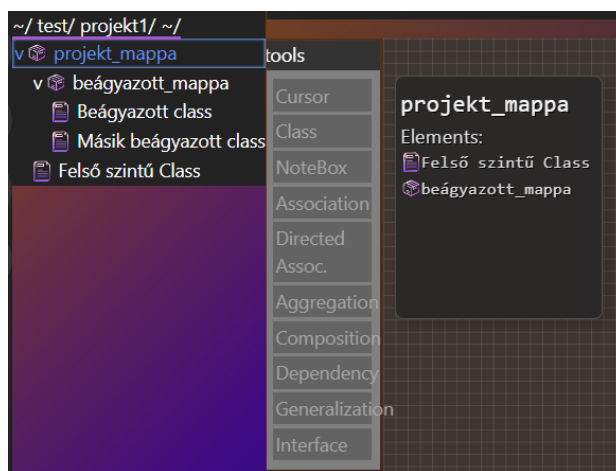 ~/ test/ projekt1/ ~/
v projekt_mappa
v beágyazott_mappa
Beágyazott class
Másik beágyazott class
Felső szintű Class
tools
Cursor
Class
NoteBox
Association
Directed
Assoc.
Aggregation
Composition
Dependency
Generalization
Interface
projekt_mappa
Elements:
Felső szintű Class
beágyazott_mappa